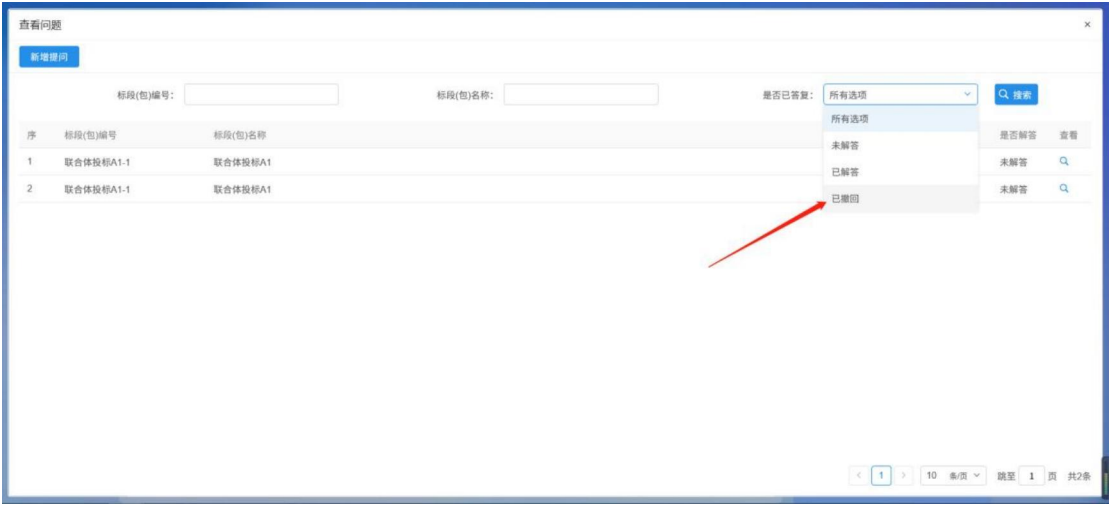 查看问题 ×
新增提问
标段(包)编号： 标段(包)名称： 是否已答复： 所有选项 搜索
所有选项
未解答
已解答
已撤回
序 标段(包)编号 标段(包)名称 是否解答 查看
1 联合体投标A1-1 联合体投标A1 未解答
2 联合体投标A1-1 联合体投标A1 未解答
< 1 > 10 条/页 跳至 1 页 共2条